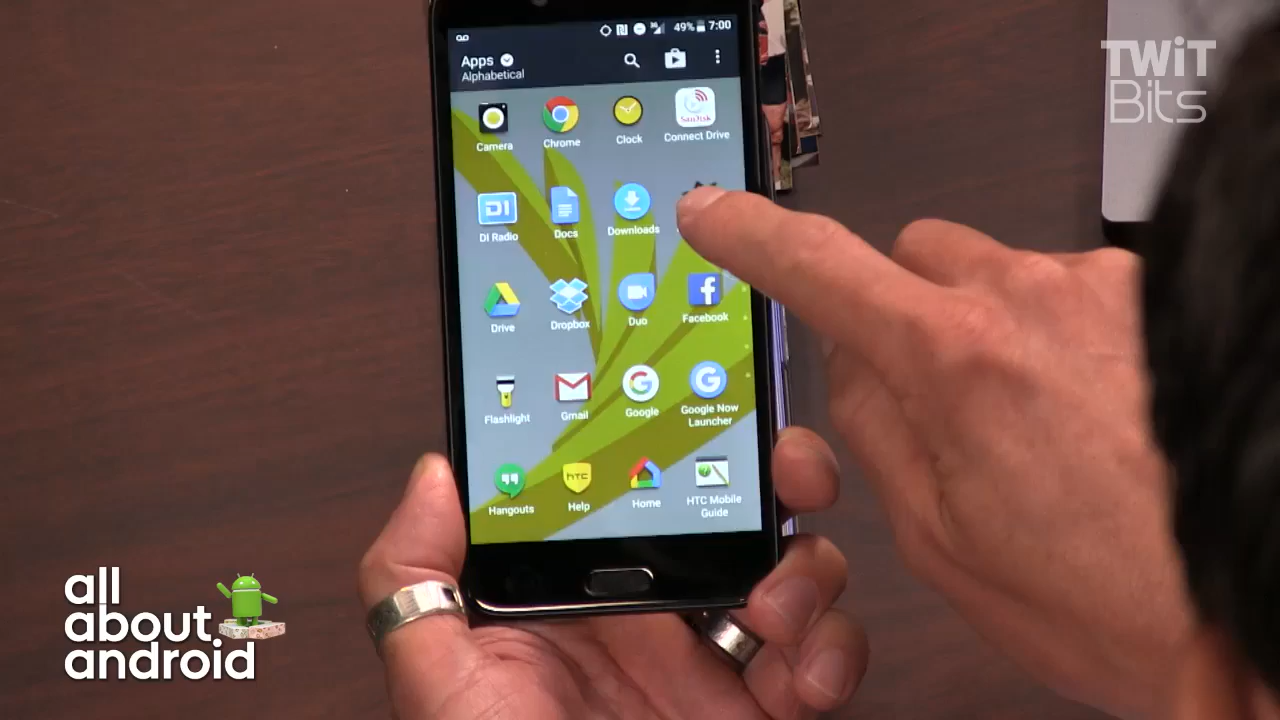 49% 7:00
Apps
Alphabetical
TWiT
Bits
Camera
Chrome
Clock
SanDisk
Connect Drive
DI
DI Radio
Docs
Downloads
Drive
Dropbox
Duo
Facebook
Flashlight
Gmail
Google
Google Now
Launcher
Hangouts
hTC
Help
Home
HTC Mobile
Guide
all
about
android